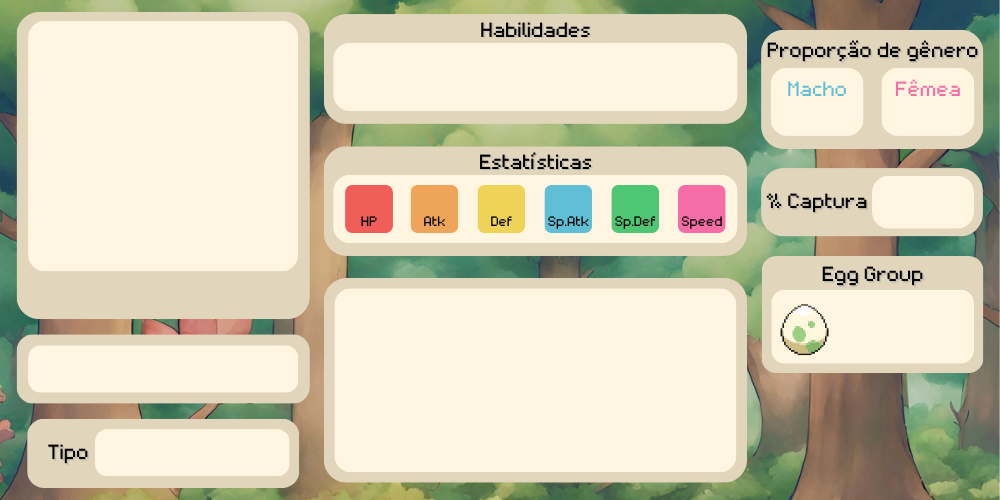 Habilidades
Estatísticas
HP
Atk
Def
Sp.Atk
Sp.Def
Speed
Tipo
Proporção de gênero
Macho
Fêmea
% Captura
Egg Group